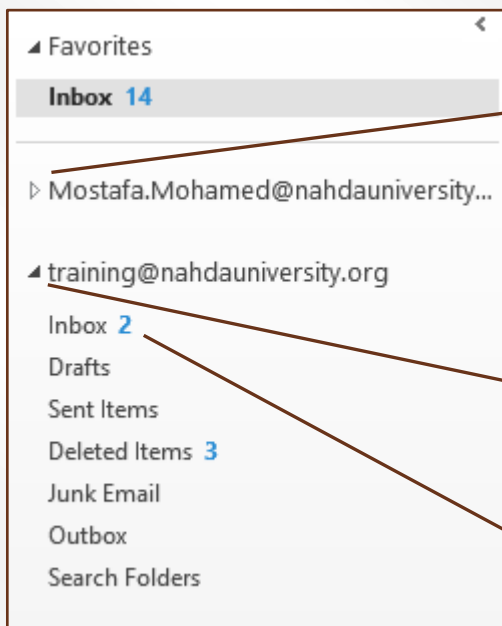 Favorites
Inbox 14
Mostafa.Mohamed@nahdauniversity...
training@nahdauniversity.org
Inbox 2
Drafts
Sent Items
Deleted Items 3
Junk Email
Outbox
Search Folders